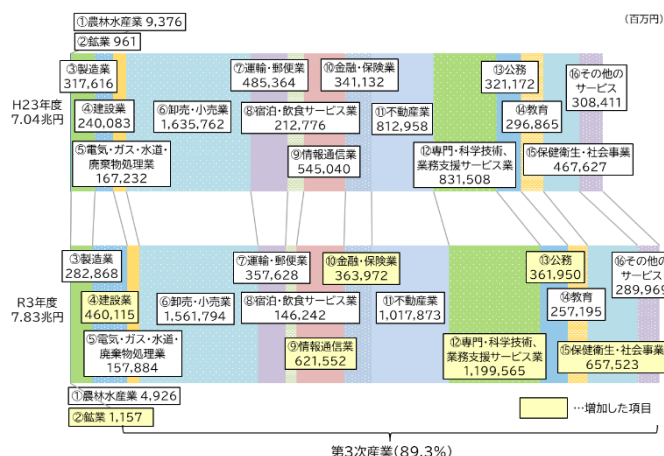 (百万円)
①農林水産業 9,376
②鉱業 961
H23年度
7.04兆円
③製造業
317,616
④建設業
240,083
⑤電気・ガス・水道・
廃棄物処理業
167,232
⑥卸売・小売業
1,635,762
⑦運輸・郵便業
485,364
⑧宿泊・飲食サービス業
212,776
⑨情報通信業
545,040
⑩金融・保険業
341,132
⑪不動産業
812,958
⑫専門・科学技術、
業務支援サービス業
831,508
⑬公務
321,172
⑭教育
296,865
⑮保健衛生・社会事業
467,627
⑯その他の
サービス
308,411
R3年度
7.83兆円
③製造業
282,868
④建設業
460,115
⑤電気・ガス・水道・
廃棄物処理業
157,884
⑥卸売・小売業
1,561,794
⑦運輸・郵便業
357,628
⑧宿泊・飲食サービス業
146,242
⑨情報通信業
621,552
⑩金融・保険業
363,972
⑪不動産業
1,017,873
⑫専門・科学技術、
業務支援サービス業
1,199,565
⑬公務
361,950
⑭教育
257,195
⑮保健衛生・社会事業
657,523
⑯その他の
サービス
289,969
①農林水産業 4,926
②鉱業 1,157
…増加した項目
第3次産業(89.3%)